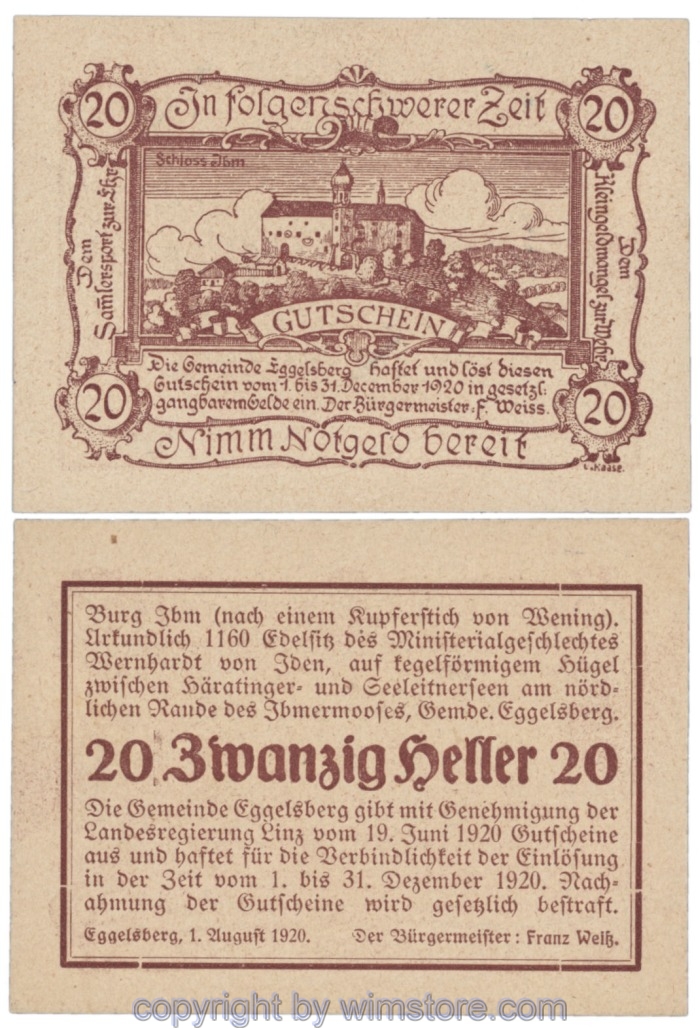 20
In folgenschwerer Zeit
20
Schloss Ibm
Dem
Sam̄lersport zur Ehr
Dem
Kleingeldmangel zur Wehr
GUTSCHEIN
Die Gemeinde Eggelsberg haftet und löst diesen
Gutschein vom 1. bis 31. December 1920 in gesetzl:
gangbarem Gelde ein. Der Bürgermeister: F. Weiss.
20
20
Nimm Notgeld bereit
Burg Ibm (nach einem Kupferstich von Wening).
Urkundlich 1160 Edelsitz des Ministerialgeschlechtes
Wernhardt von Iden, auf kegelförmigem Hügel
zwischen Häratinger- und Seeleitnerseen am nörd-
lichen Rande des Ibmermooses, Gemde. Eggelsberg.
20 Zwanzig Heller 20
Die Gemeinde Eggelsberg gibt mit Genehmigung der
Landesregierung Linz vom 19. Juni 1920 Gutscheine
aus und haftet für die Verbindlichkeit der Einlösung
in der Zeit vom 1. bis 31. Dezember 1920. Nach-
ahmung der Gutscheine wird gesetzlich bestraft.
Eggelsberg, 1. August 1920. Der Bürgermeister: Franz Weiß.
copyright by wimstore.com